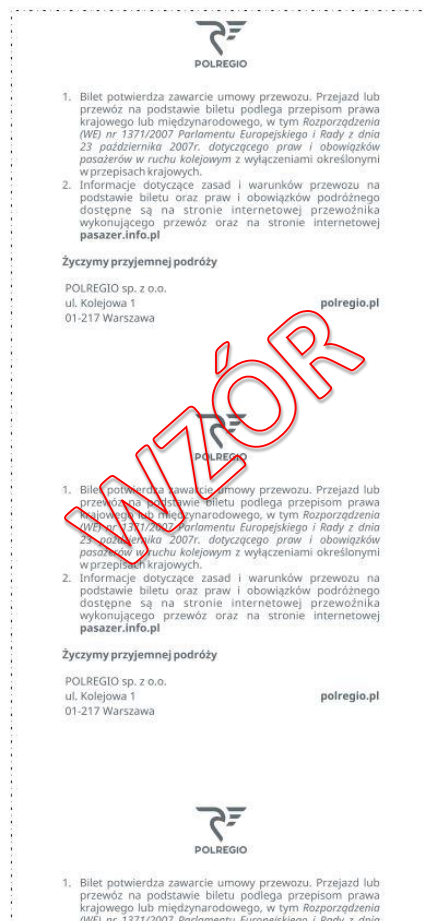 POLREGIO
1. Bilet potwierdza zawarcie umowy przewozu. Przejazd lub
przewóz na podstawie biletu podlega przepisom prawa
krajowego lub międzynarodowego, w tym Rozporządzenia
(WE) nr 1371/2007 Parlamentu Europejskiego i Rady z dnia
23 października 2007r. dotyczącego praw i obowiązków
pasażerów w ruchu kolejowym z wyłączeniami określonymi
w przepisach krajowych.
2. Informacje dotyczące zasad i warunków przewozu na
podstawie biletu oraz praw i obowiązków podróżnego
dostępne są na stronie internetowej przewoźnika
wykonującego przewóz oraz na stronie internetowej
pasazer.info.pl
Życzymy przyjemnej podróży
POLREGIO sp. z o.o.
ul. Kolejowa 1 polregio.pl
01-217 Warszawa
WZÓR
POLREGIO
1. Bilet potwierdza zawarcie umowy przewozu. Przejazd lub
przewóz na podstawie biletu podlega przepisom prawa
krajowego lub międzynarodowego, w tym Rozporządzenia
(WE) nr 1371/2007 Parlamentu Europejskiego i Rady z dnia
23 października 2007r. dotyczącego praw i obowiązków
pasażerów w ruchu kolejowym z wyłączeniami określonymi
w przepisach krajowych.
2. Informacje dotyczące zasad i warunków przewozu na
podstawie biletu oraz praw i obowiązków podróżnego
dostępne są na stronie internetowej przewoźnika
wykonującego przewóz oraz na stronie internetowej
pasazer.info.pl
Życzymy przyjemnej podróży
POLREGIO sp. z o.o.
ul. Kolejowa 1 polregio.pl
01-217 Warszawa
POLREGIO
1. Bilet potwierdza zawarcie umowy przewozu. Przejazd lub
przewóz na podstawie biletu podlega przepisom prawa
krajowego lub międzynarodowego, w tym Rozporządzenia
(WE) nr 1371/2007 Parlamentu Europejskiego i Rady z dnia